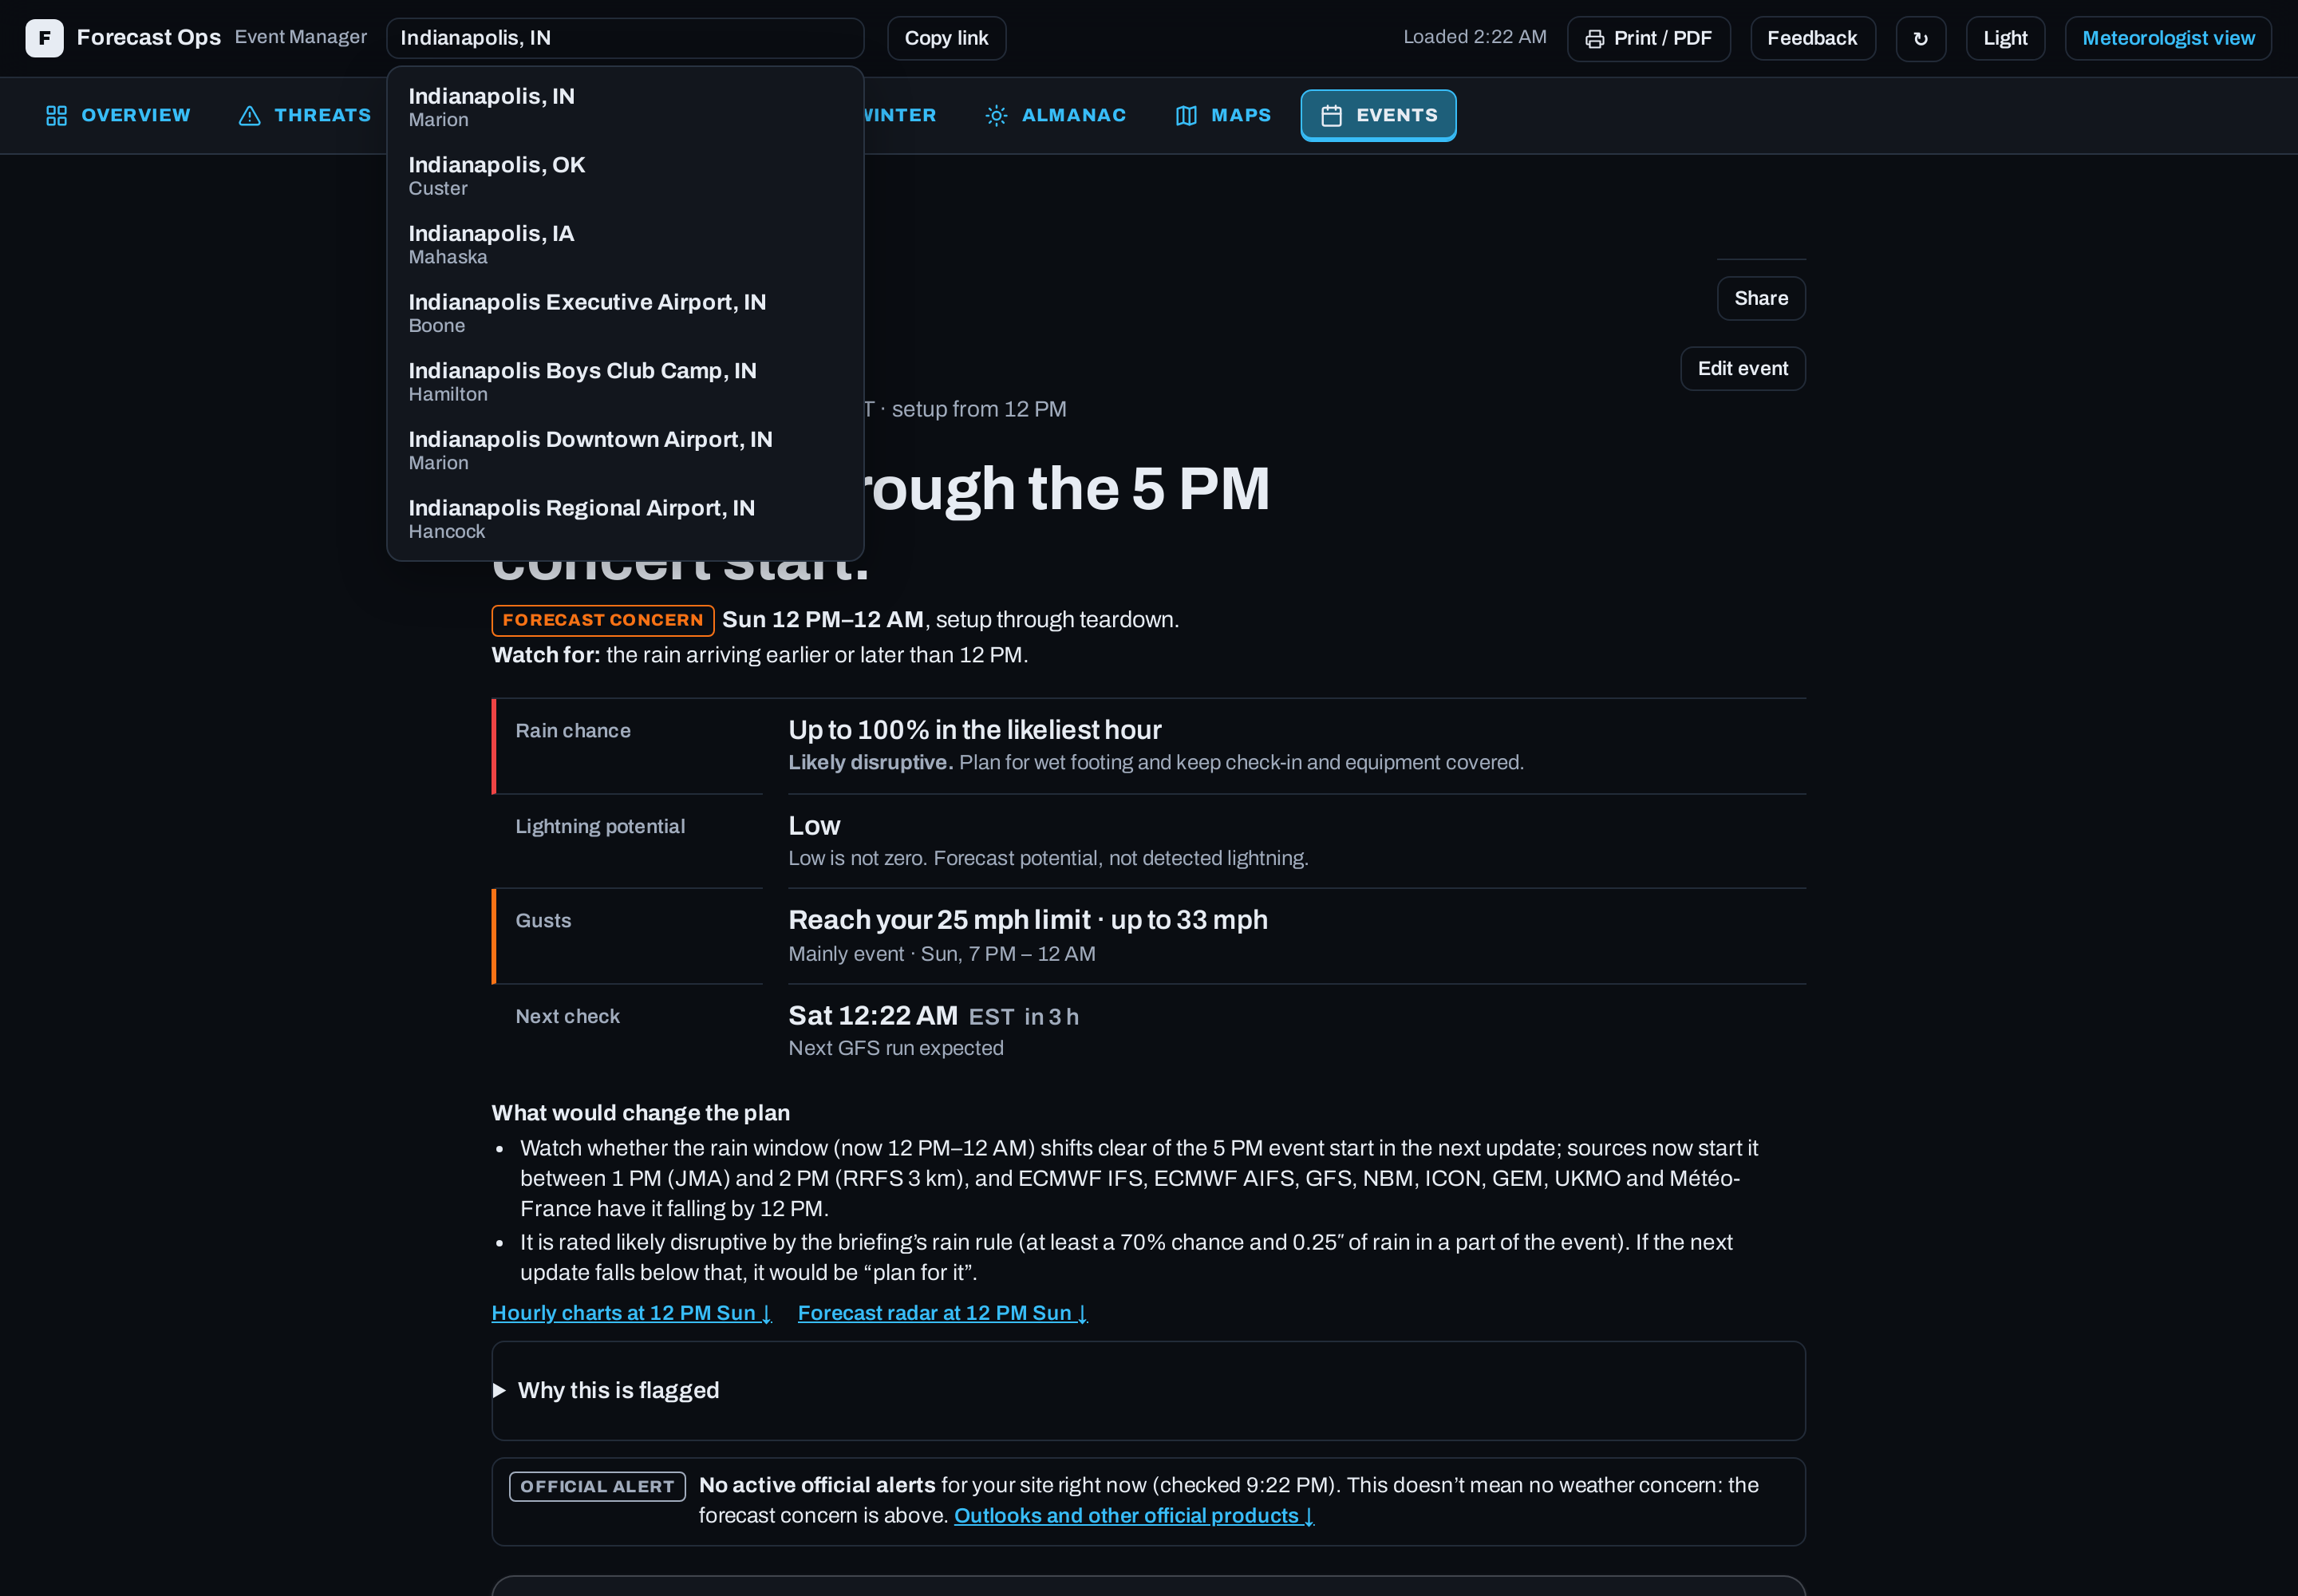 F Forecast Ops Event Manager Indianapolis, IN Copy link Loaded 2:22 AM Print / PDF Feedback ↻ Light Meteorologist view
OVERVIEW THREATS WINTER ALMANAC MAPS EVENTS
Indianapolis, IN
Marion
Indianapolis, OK
Custer
Indianapolis, IA
Mahaska
Indianapolis Executive Airport, IN
Boone
Indianapolis Boys Club Camp, IN
Hamilton
Indianapolis Downtown Airport, IN
Marion
Indianapolis Regional Airport, IN
Hancock
Share
Edit event
T · setup from 12 PM
rough the 5 PM
concert start.
FORECAST CONCERN Sun 12 PM–12 AM, setup through teardown.
Watch for: the rain arriving earlier or later than 12 PM.
Rain chance
Up to 100% in the likeliest hour
Likely disruptive. Plan for wet footing and keep check-in and equipment covered.
Lightning potential
Low
Low is not zero. Forecast potential, not detected lightning.
Gusts
Reach your 25 mph limit · up to 33 mph
Mainly event · Sun, 7 PM – 12 AM
Next check
Sat 12:22 AM EST in 3 h
Next GFS run expected
What would change the plan
• Watch whether the rain window (now 12 PM–12 AM) shifts clear of the 5 PM event start in the next update; sources now start it
between 1 PM (JMA) and 2 PM (RRFS 3 km), and ECMWF IFS, ECMWF AIFS, GFS, NBM, ICON, GEM, UKMO and Météo-
France have it falling by 12 PM.
• It is rated likely disruptive by the briefing’s rain rule (at least a 70% chance and 0.25″ of rain in a part of the event). If the next
update falls below that, it would be “plan for it”.
Hourly charts at 12 PM Sun ↓ Forecast radar at 12 PM Sun ↓
▶ Why this is flagged
OFFICIAL ALERT No active official alerts for your site right now (checked 9:22 PM). This doesn’t mean no weather concern: the
forecast concern is above. Outlooks and other official products ↓